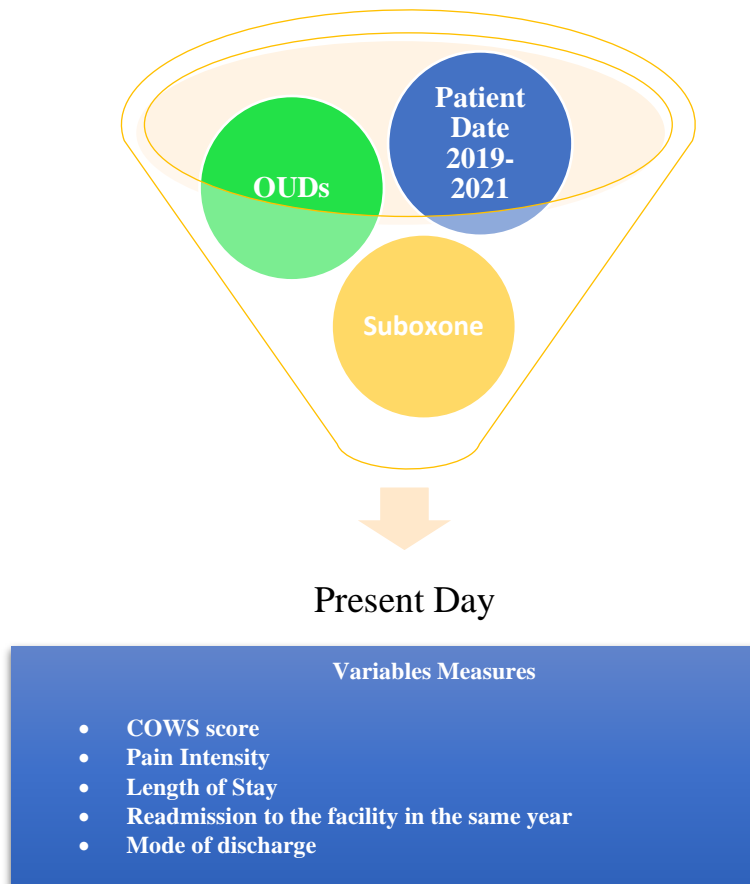 Patient
Date
2019-
2021
OUDs
Suboxone
Present Day
Variables Measures
• COWS score
• Pain Intensity
• Length of Stay
• Readmission to the facility in the same year
• Mode of discharge